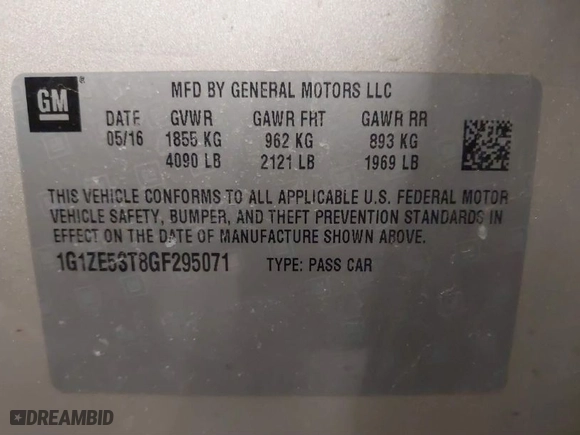 GM
®
MFD BY GENERAL MOTORS LLC
DATE GVWR GAWR FRT GAWR RR
05/16 1855 KG 962 KG 893 KG
4090 LB 2121 LB 1969 LB
THIS VEHICLE CONFORMS TO ALL APPLICABLE U.S. FEDERAL MOTOR
VEHICLE SAFETY, BUMPER, AND THEFT PREVENTION STANDARDS IN
EFFECT ON THE DATE OF MANUFACTURE SHOWN ABOVE.
1G1ZE5ST8GF295071 TYPE: PASS CAR
DREAMBID